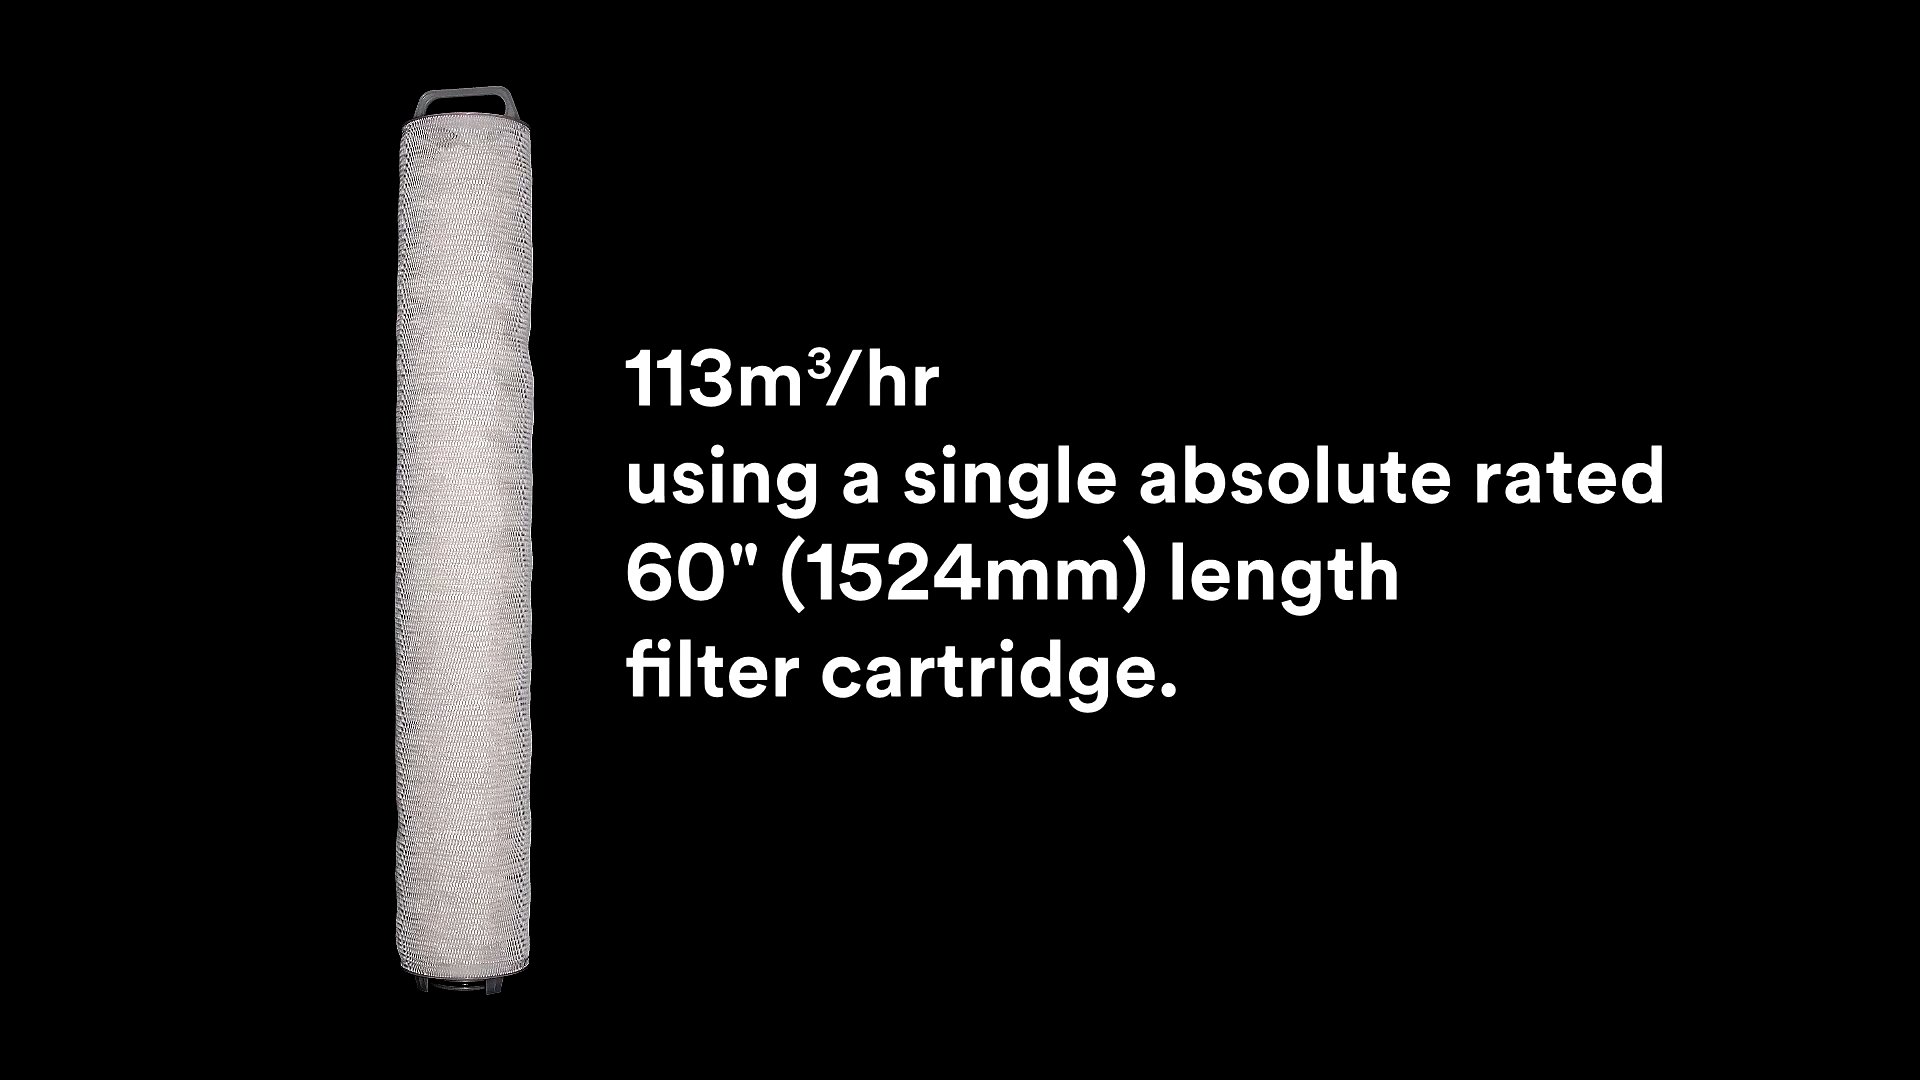 113m³/hr
using a single absolute rated
60" (1524mm) length
filter cartridge.